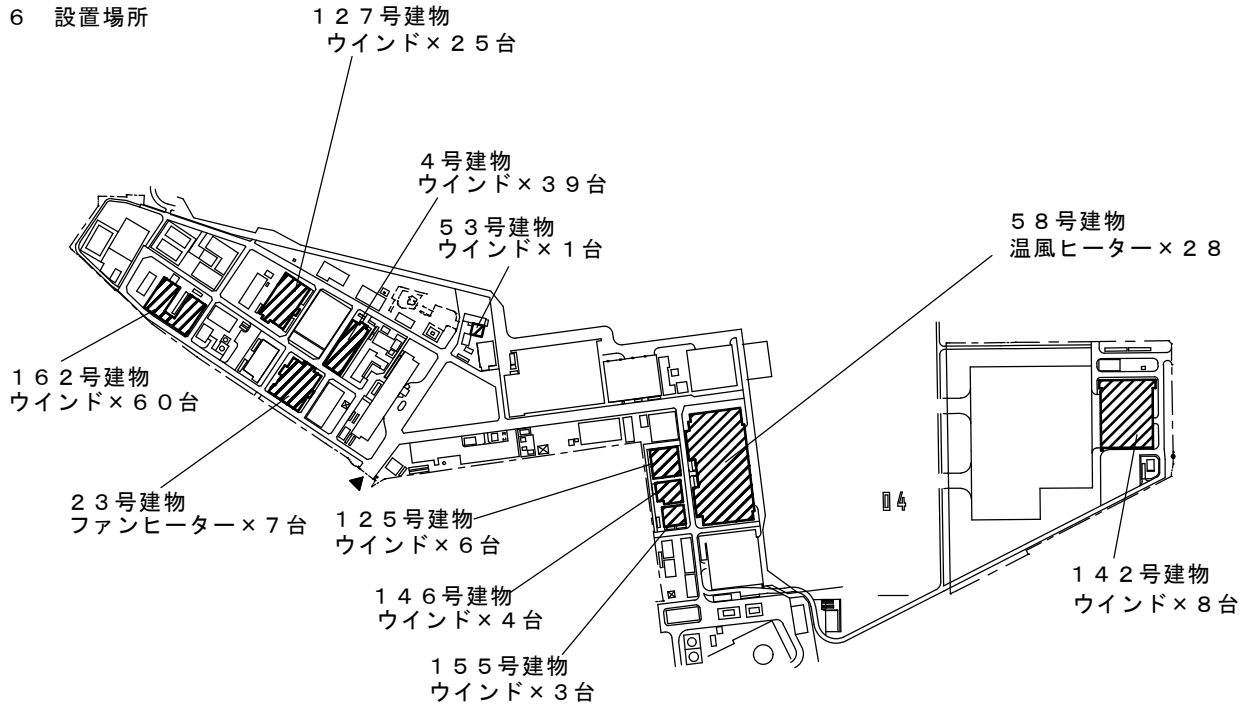 ６　設置場所
１２７号建物
ウインド×２５台
４号建物
ウインド×３９台
５３号建物
ウインド×１台
５８号建物
温風ヒーター×２８
１６２号建物
ウインド×６０台
２３号建物
ファンヒーター×７台
１２５号建物
ウインド×６台
１４６号建物
ウインド×４台
１５５号建物
ウインド×３台
１４２号建物
ウインド×８台